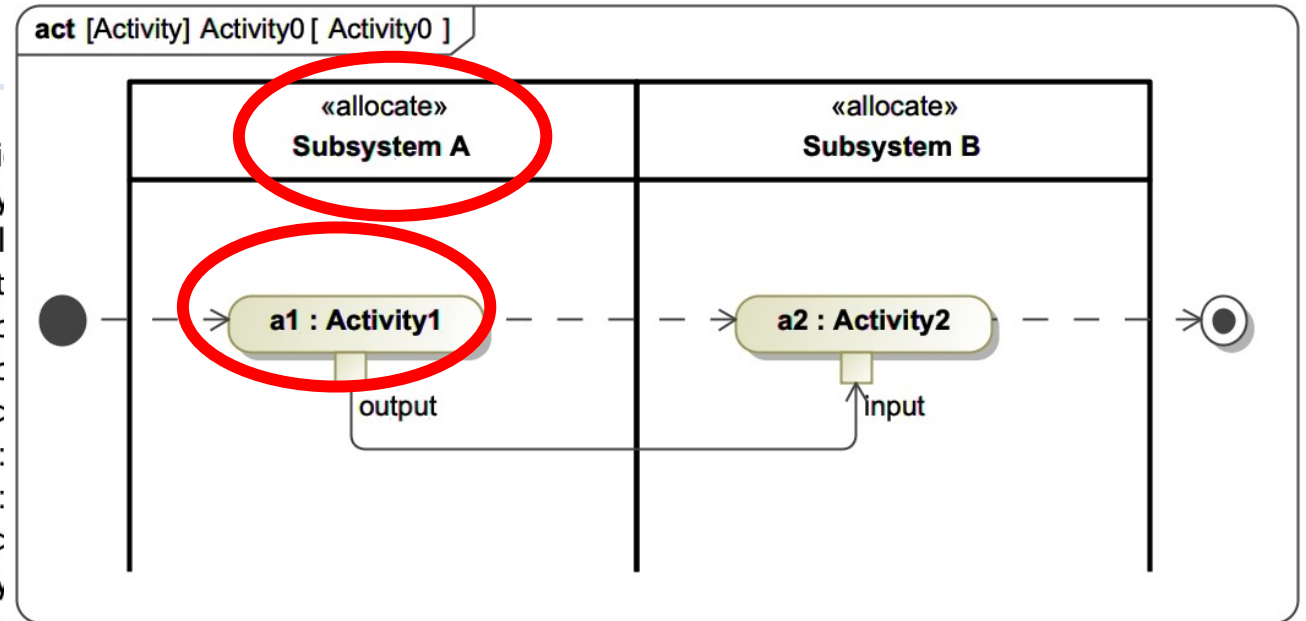 act [Activity] Activity0 [ Activity0 ]
«allocate»
Subsystem A
«allocate»
Subsystem B
a1 : Activity1
a2 : Activity2
output
input